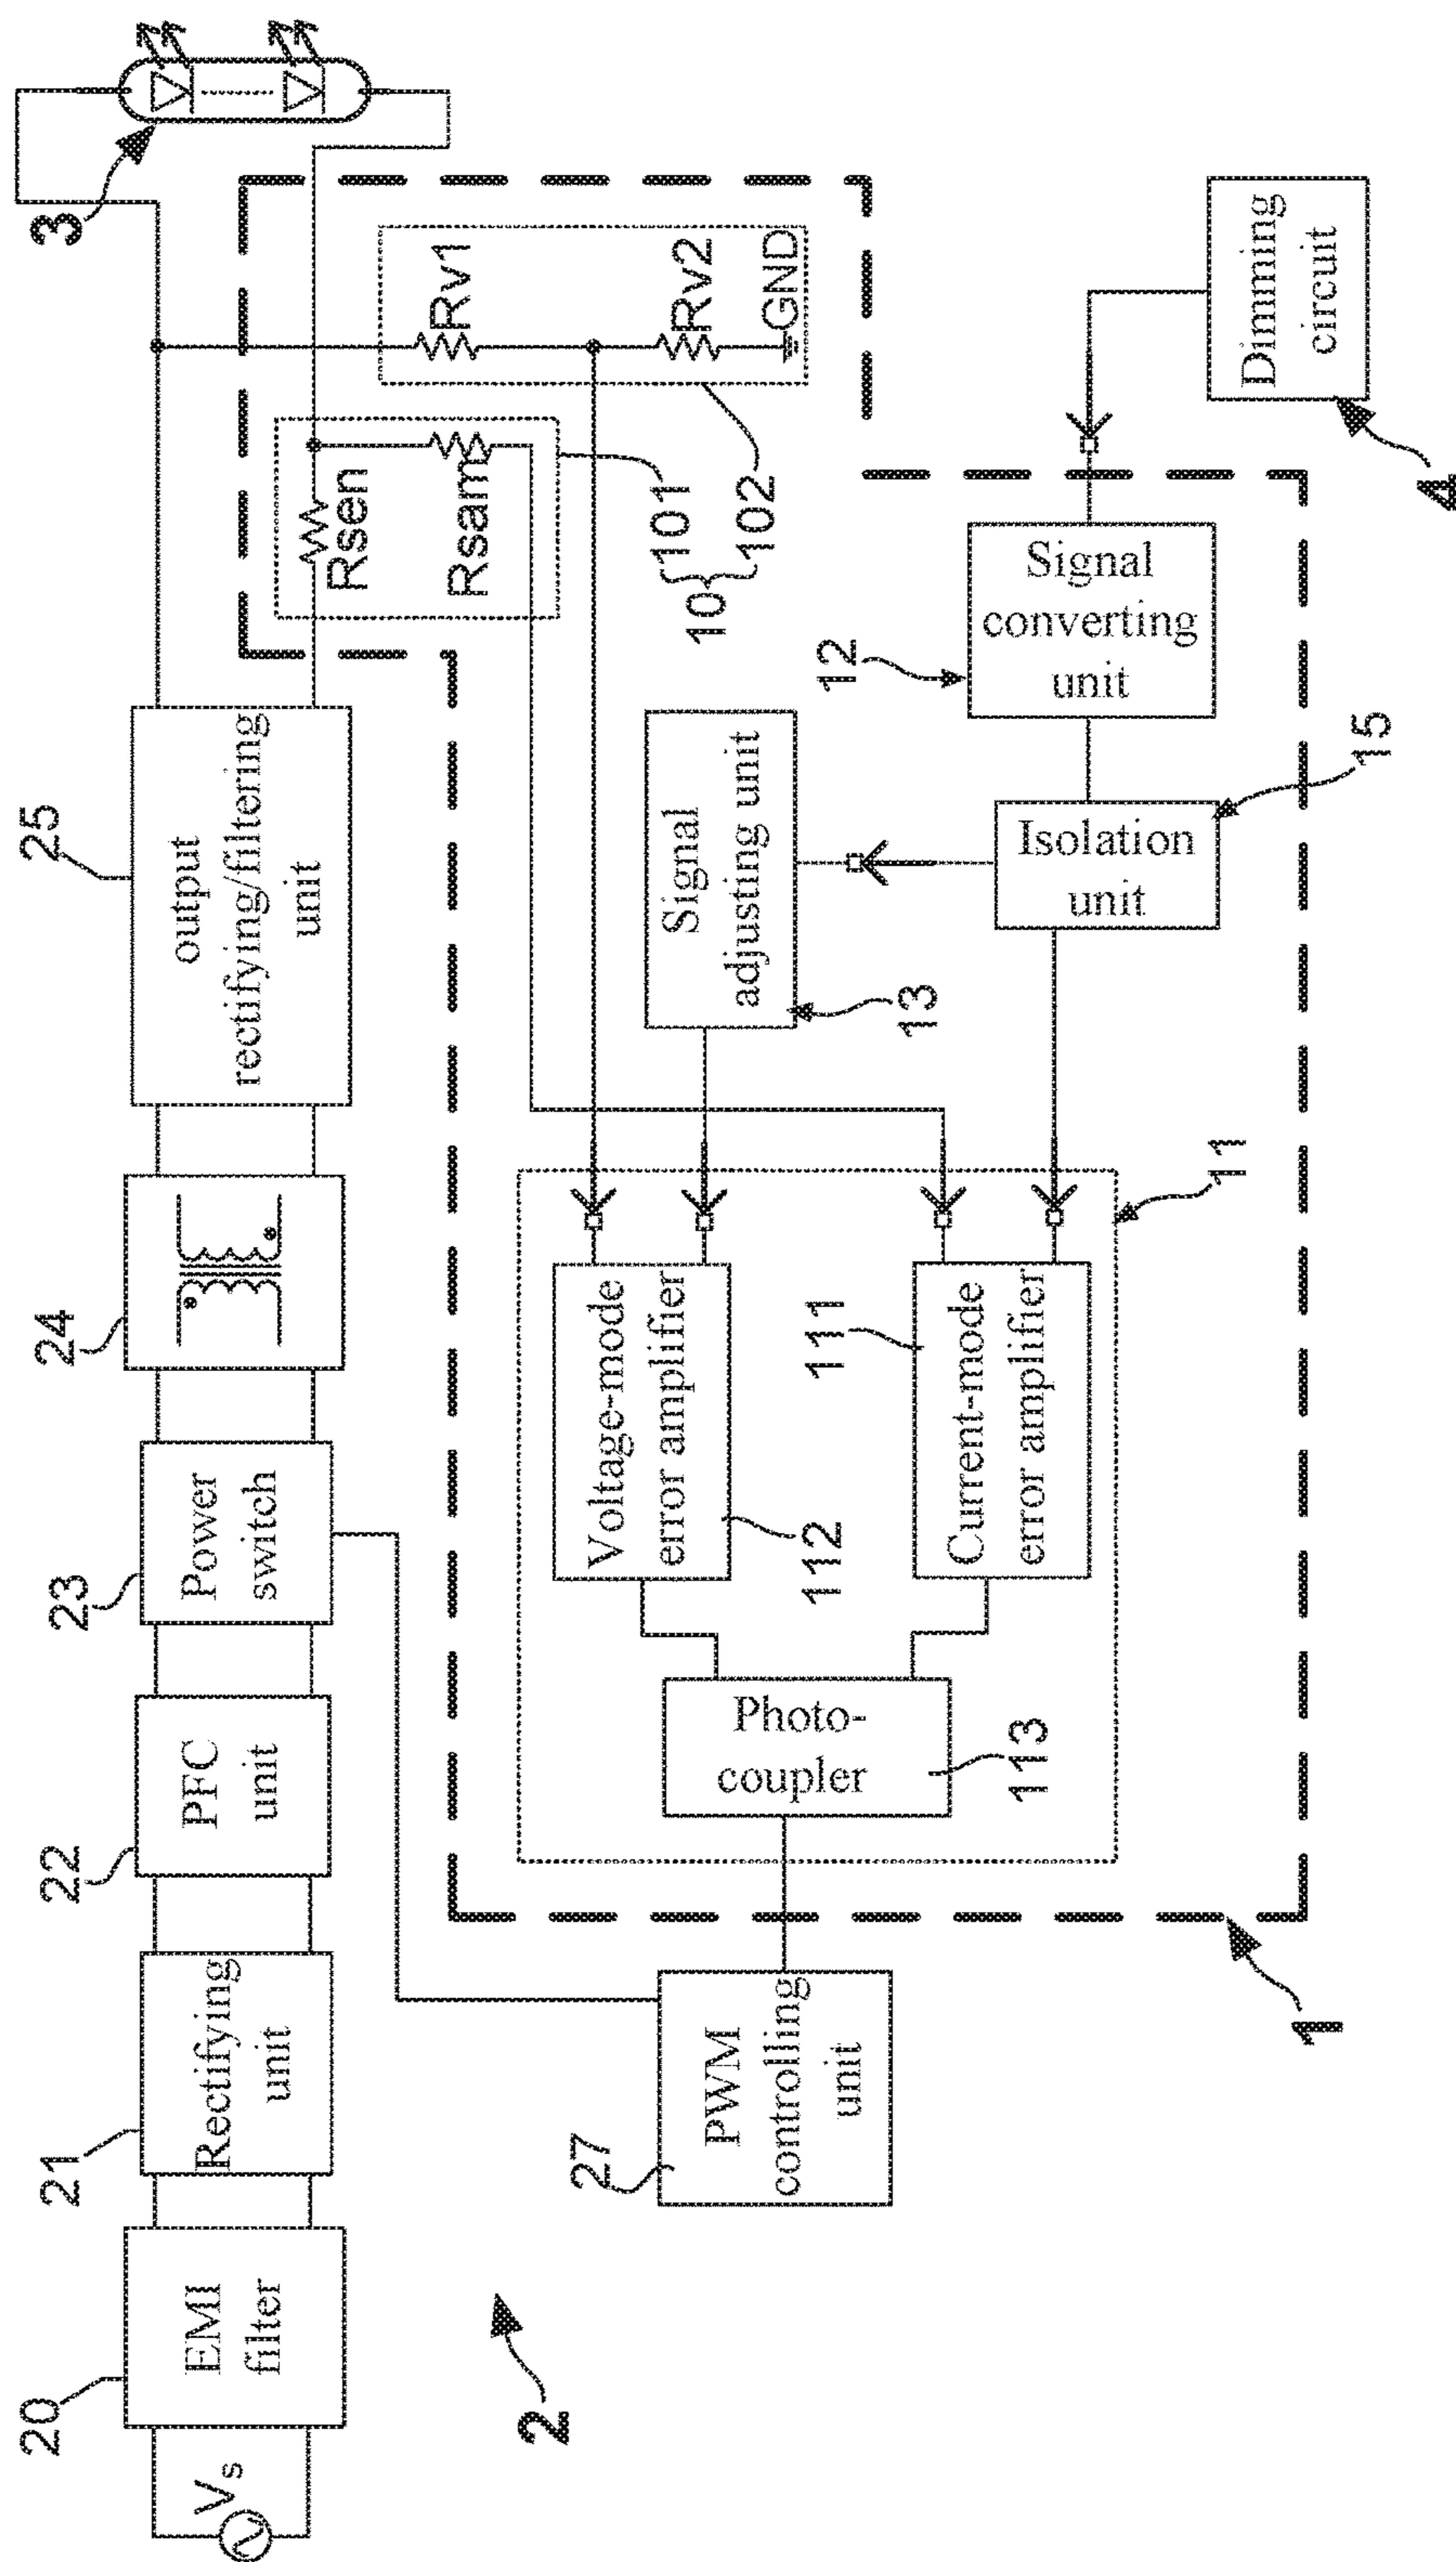 Vs
20
EMI
filter
21
Rectifying
unit
22
PFC
unit
23
Power
switch
24
25
output
rectifying/filtering
unit
3
2
27
PWM
controlling
unit
Photo-
coupler
113
Voltage-mode
error amplifier
112
111
Current-mode
error amplifier
11
Signal
adjusting unit
13
Rsen
Rsam
Rv1
Rv2
GND
10
101
102
12
Signal
converting
unit
Isolation
unit
15
Dimming
circuit
4
1